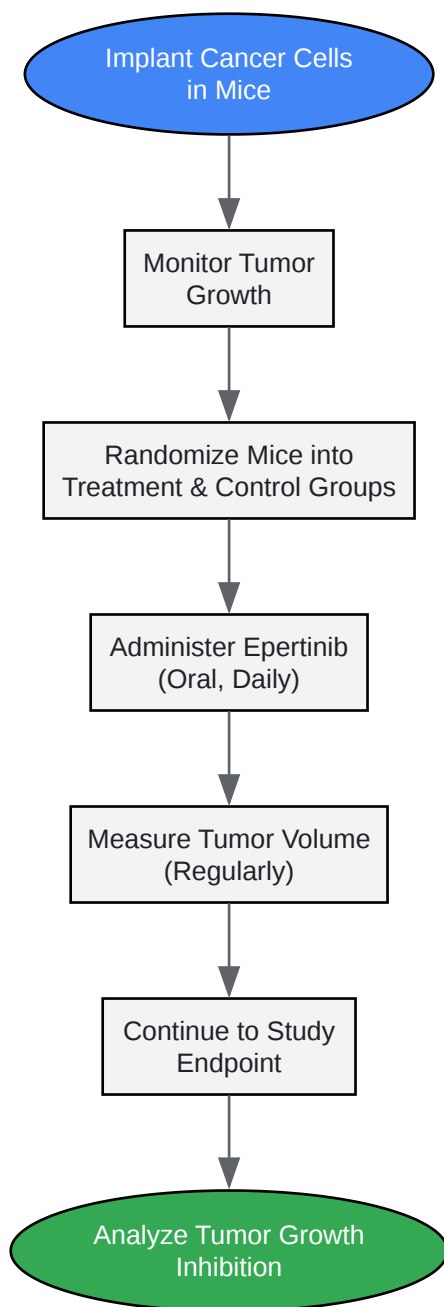 Implant Cancer Cells
in Mice
Monitor Tumor
Growth
Randomize Mice into
Treatment & Control Groups
Administer Epertinib
(Oral, Daily)
Measure Tumor Volume
(Regularly)
Continue to Study
Endpoint
Analyze Tumor Growth
Inhibition